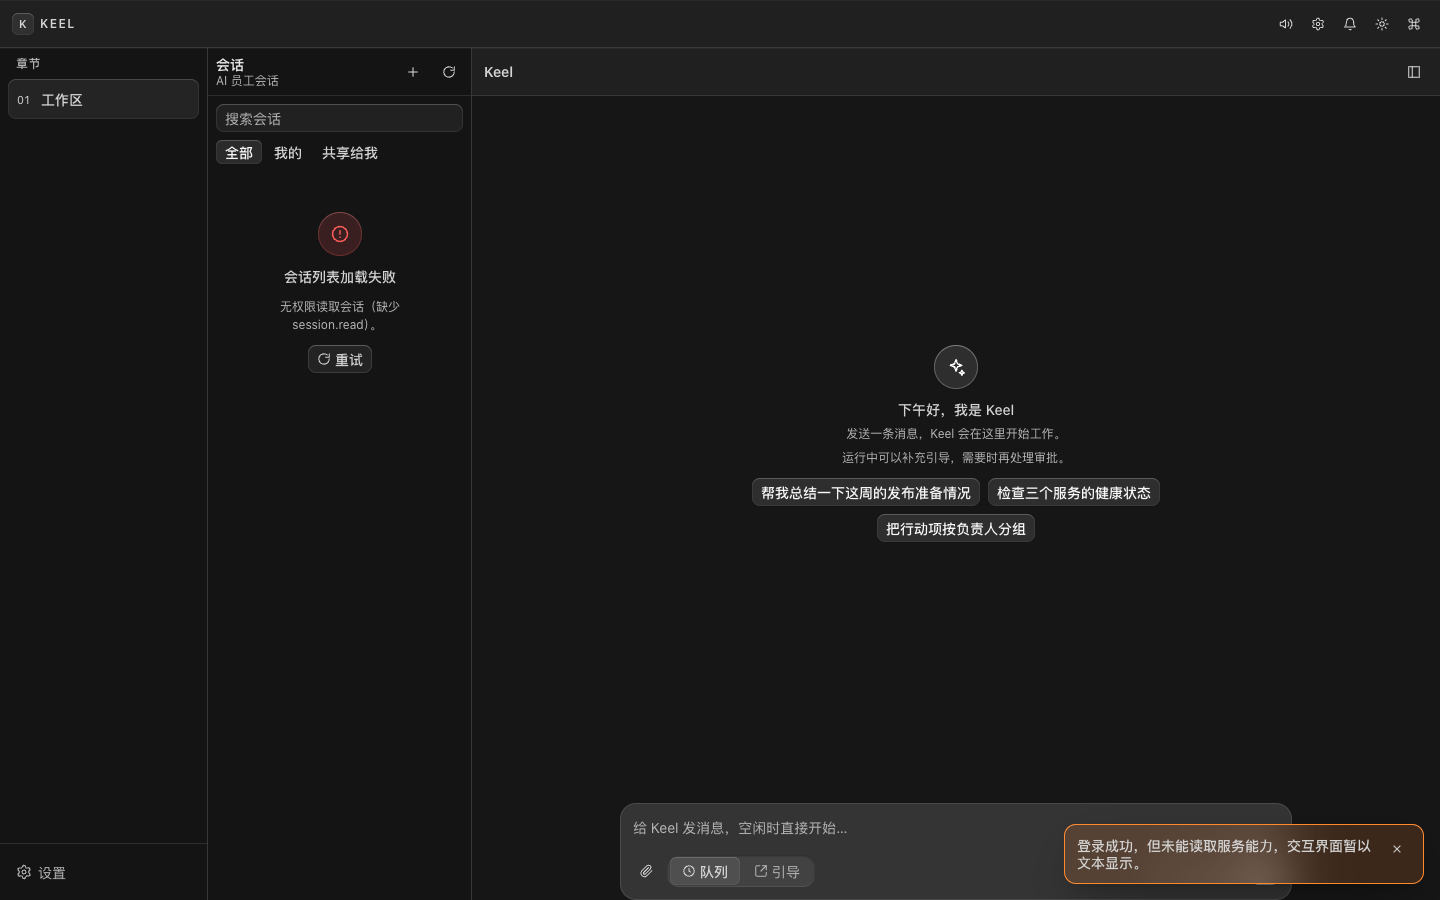 K KEEL
章节
01 工作区
设置
会话
AI 员工会话
搜索会话
全部 我的 共享给我
会话列表加载失败
无权限读取会话（缺少
session.read）。
重试
Keel
下午好，我是 Keel
发送一条消息，Keel 会在这里开始工作。
运行中可以补充引导，需要时再处理审批。
帮我总结一下这周的发布准备情况 检查三个服务的健康状态
把行动项按负责人分组
给 Keel 发消息，空闲时直接开始...
队列 引导
登录成功，但未能读取服务能力，交互界面暂以
文本显示。